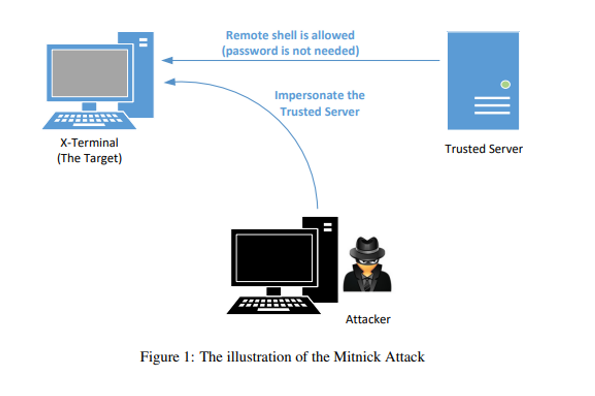 Remote shell is allowed
(password is not needed)
Impersonate the
Trusted Server
X-Terminal
(The Target)
Trusted Server
Attacker
Figure 1: The illustration of the Mitnick Attack